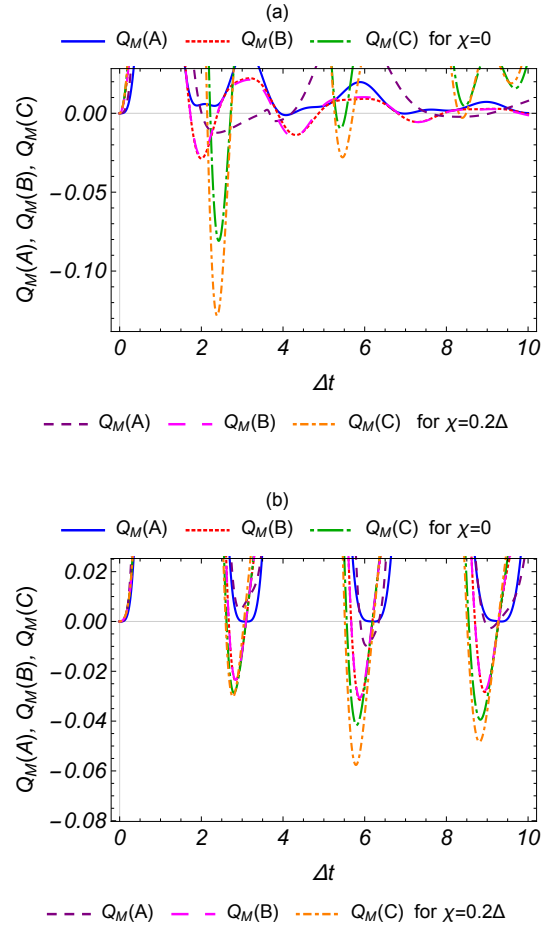 (a)
Q_M(A) Q_M(B) Q_M(C) for χ=0
0.00
−0.05
−0.10
Q_M(A), Q_M(B), Q_M(C)
0 2 4 6 8 10
Δt
Q_M(A) Q_M(B) Q_M(C) for χ=0.2Δ
(b)
Q_M(A) Q_M(B) Q_M(C) for χ=0
0.02
0.00
−0.02
−0.04
−0.06
−0.08
Q_M(A), Q_M(B), Q_M(C)
0 2 4 6 8 10
Δt
Q_M(A) Q_M(B) Q_M(C) for χ=0.2Δ